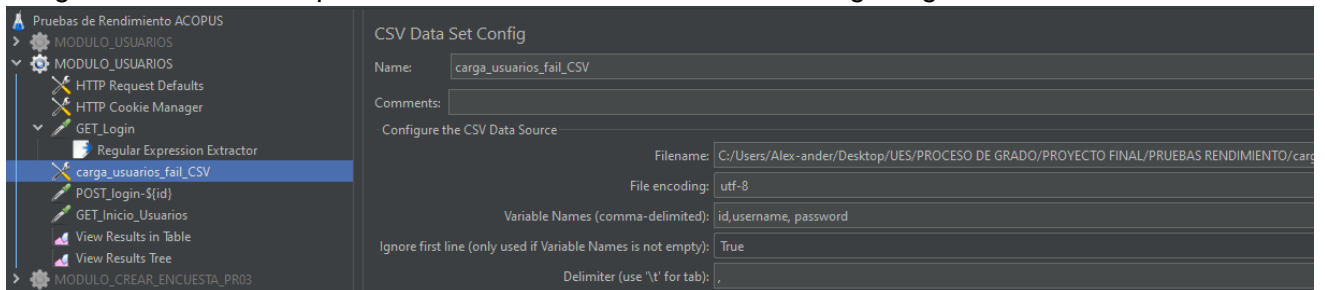 Pruebas de Rendimiento ACOPUS
MODULO_USUARIOS
MODULO_USUARIOS
HTTP Request Defaults
HTTP Cookie Manager
GET_Login
Regular Expression Extractor
carga_usuarios_fail_CSV
POST_login-${id}
GET_Inicio_Usuarios
View Results in Table
View Results Tree
MODULO_CREAR_ENCUESTA_PR03
CSV Data Set Config
Name: carga_usuarios_fail_CSV
Comments:
Configure the CSV Data Source
Filename: C:/Users/Alex-ander/Desktop/UES/PROCESO DE GRADO/PROYECTO FINAL/PRUEBAS RENDIMIENTO/carg
File encoding: utf-8
Variable Names (comma-delimited): id,username, password
Ignore first line (only used if Variable Names is not empty): True
Delimiter (use '\t' for tab): ,